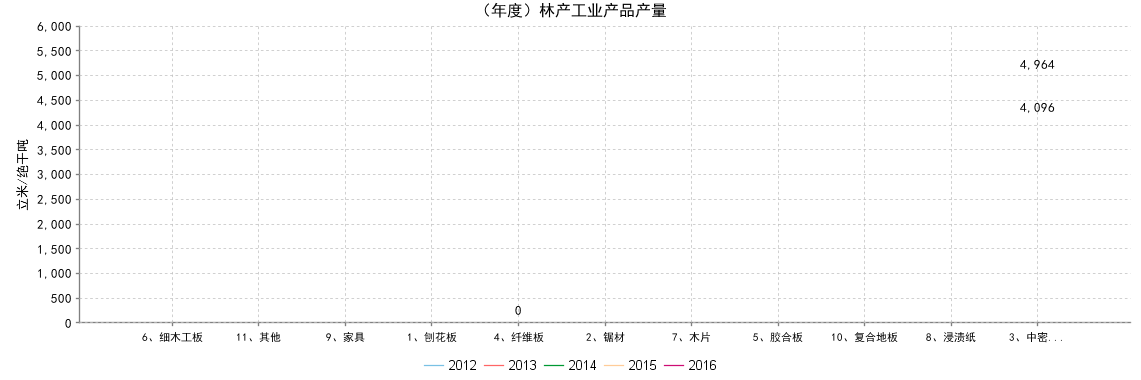 （年度）林产工业产品产量
6,000
5,500
5,000
4,500
4,000
3,500
3,000
2,500
2,000
1,500
1,000
500
0
立米/绝干吨
4,964
4,096
0
6、细木工板
11、其他
9、家具
1、刨花板
4、纤维板
2、锯材
7、木片
5、胶合板
10、复合地板
8、浸渍纸
3、中密...
2012 2013 2014 2015 2016